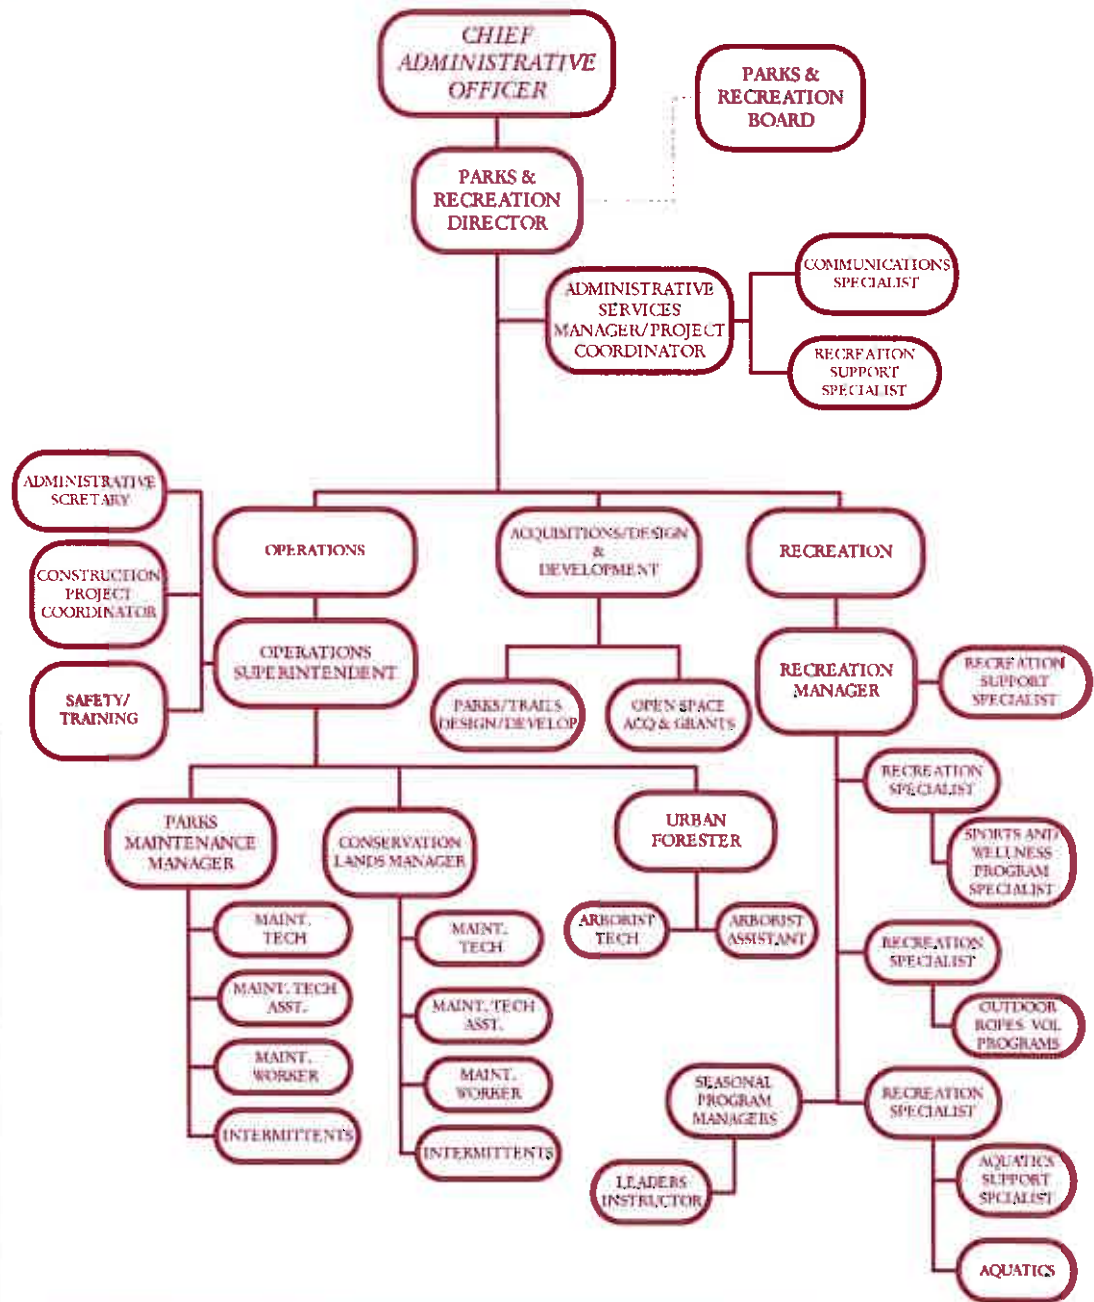 CHIEF
ADMINISTRATIVE
OFFICER
PARKS &
RECREATION
BOARD
PARKS &
RECREATION
DIRECTOR
ADMINISTRATIVE
SERVICES
MANAGER/PROJECT
COORDINATOR
COMMUNICATIONS
SPECIALIST
RECREATION
SUPPORT
SPECIALIST
ADMINISTRATIVE
SCRETARY
CONSTRUCTION
PROJECT
COORDINATOR
SAFETY/
TRAINING
OPERATIONS
ACQUISITIONS/DESIGN
&
DEVELOPMENT
RECREATION
OPERATIONS
SUPERINTENDENT
PARKS/TRAILS
DESIGN/DEVELOP
OPEN SPACE
ACQ & GRANTS
RECREATION
MANAGER
RECREATION
SUPPORT
SPECIALIST
PARKS
MAINTENANCE
MANAGER
CONSERVATION
LANDS MANAGER
URBAN
FORESTER
RECREATION
SPECIALIST
SPORTS AND
WELLNESS
PROGRAM
SPECIALIST
MAINT.
TECH
MAINT. TECH
ASST.
MAINT.
WORKER
INTERMITTENTS
MAINT.
TECH
MAINT. TECH
ASST.
MAINT.
WORKER
INTERMITTENTS
ARBORIST
TECH
ARBORIST
ASSISTANT
RECREATION
SPECIALIST
OUTDOOR
ROPES VOL
PROGRAMS
SEASONAL
PROGRAM
MANAGERS
LEADERS
INSTRUCTOR
RECREATION
SPECIALIST
AQUATICS
SUPPORT
SPCIALIST
AQUATICS